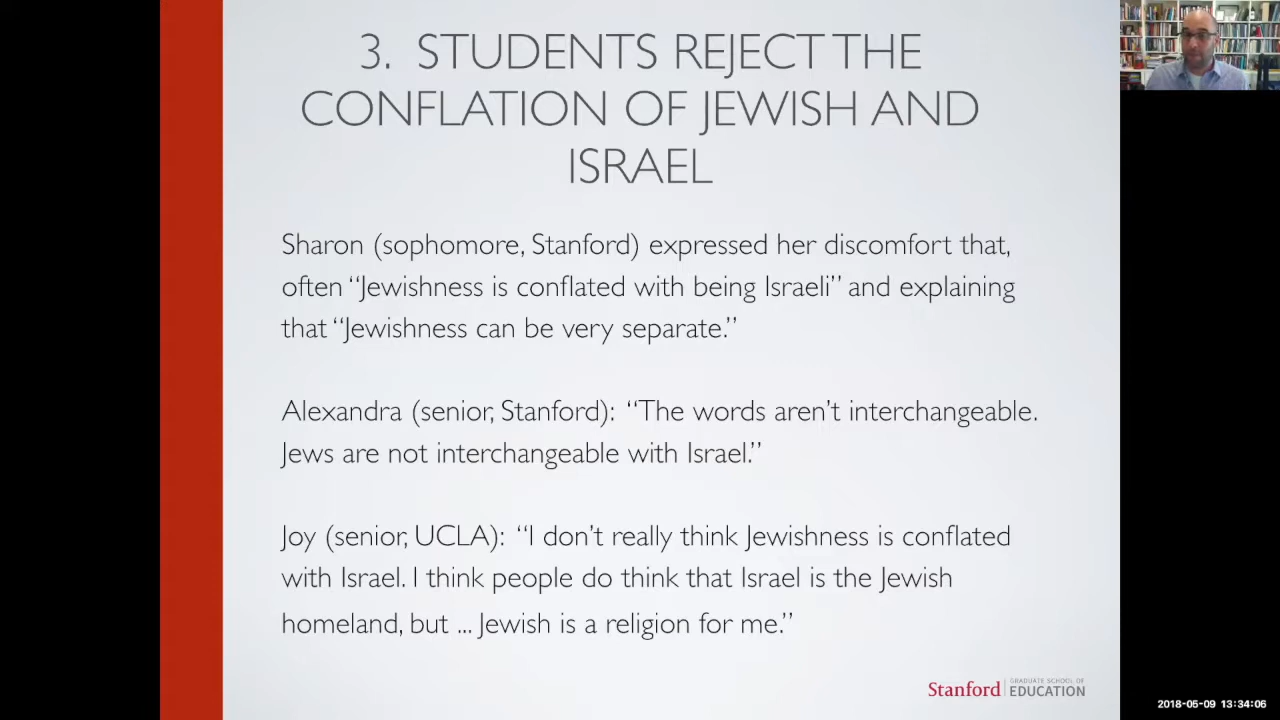 3. STUDENTS REJECT THE
CONFLATION OF JEWISH AND
ISRAEL
Sharon (sophomore, Stanford) expressed her discomfort that,
often “Jewishness is conflated with being Israeli” and explaining
that “Jewishness can be very separate.”
Alexandra (senior, Stanford): “The words aren’t interchangeable.
Jews are not interchangeable with Israel.”
Joy (senior, UCLA): “I don’t really think Jewishness is conflated
with Israel. I think people do think that Israel is the Jewish
homeland, but ... Jewish is a religion for me.”
Stanford
GRADUATE SCHOOL OF
EDUCATION
2018-05-09 13:34:06